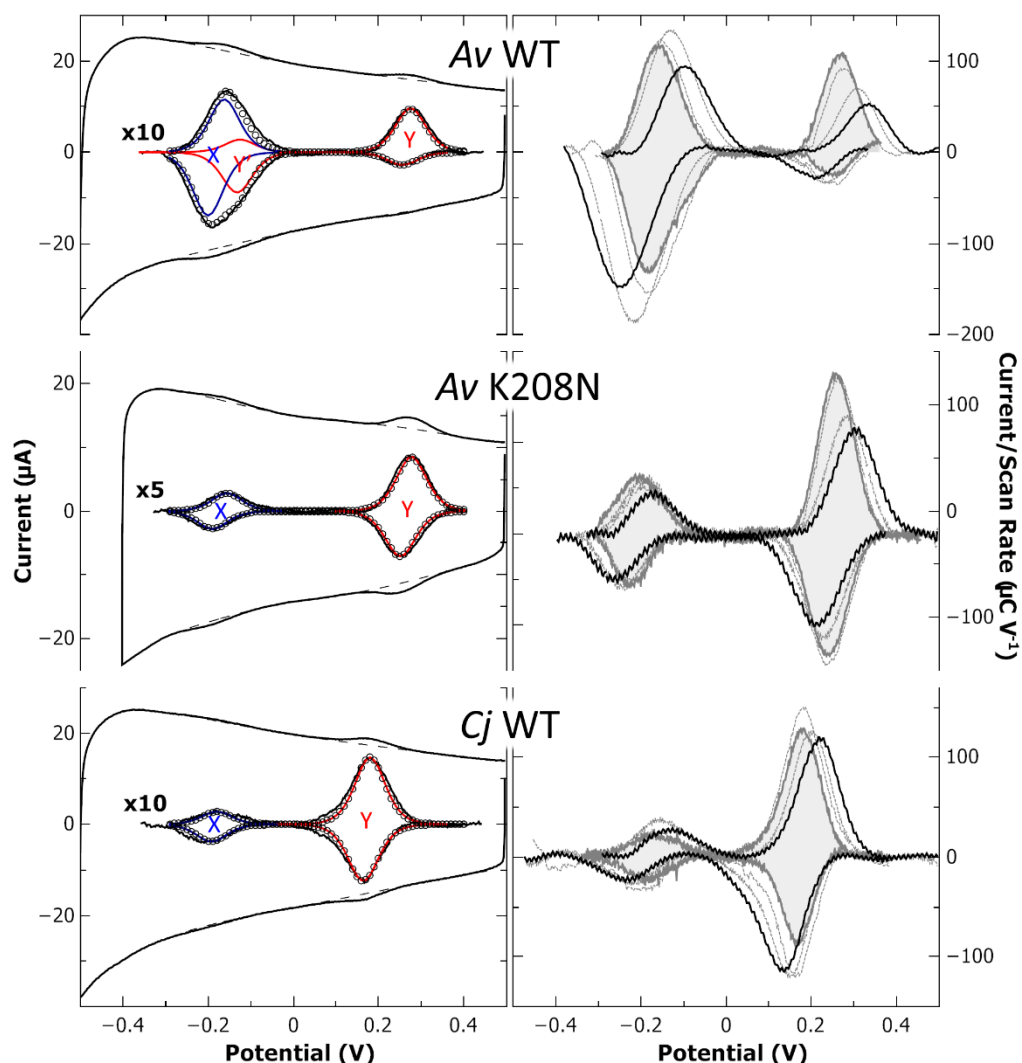 Av WT
20
0
−20
x10
X
Y'
Y
100
0
−100
−200
Av K208N
20
0
−20
x5
X
Y
100
0
−100
Cj WT
20
0
−20
x10
X
Y
100
0
−100
Current (µA)
Current/Scan Rate (µC V⁻¹)
−0.4 −0.2 0 0.2 0.4
−0.4 −0.2 0 0.2 0.4
Potential (V)
Potential (V)